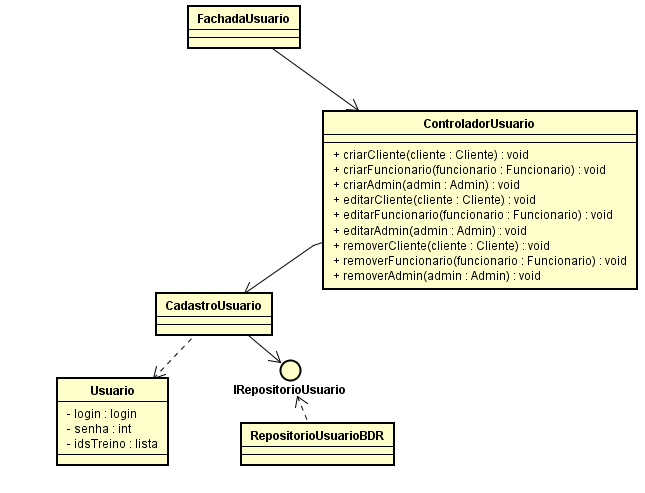 FachadaUsuario
ControladorUsuario
+ criarCliente(cliente : Cliente) : void
+ criarFuncionario(funcionario : Funcionario) : void
+ criarAdmin(admin : Admin) : void
+ editarCliente(cliente : Cliente) : void
+ editarFuncionario(funcionario : Funcionario) : void
+ editarAdmin(admin : Admin) : void
+ removerCliente(cliente : Cliente) : void
+ removerFuncionario(funcionario : Funcionario) : void
+ removerAdmin(admin : Admin) : void
CadastroUsuario
Usuario
- login : login
- senha : int
- idsTreino : lista
IRepositorioUsuario
RepositorioUsuarioBDR